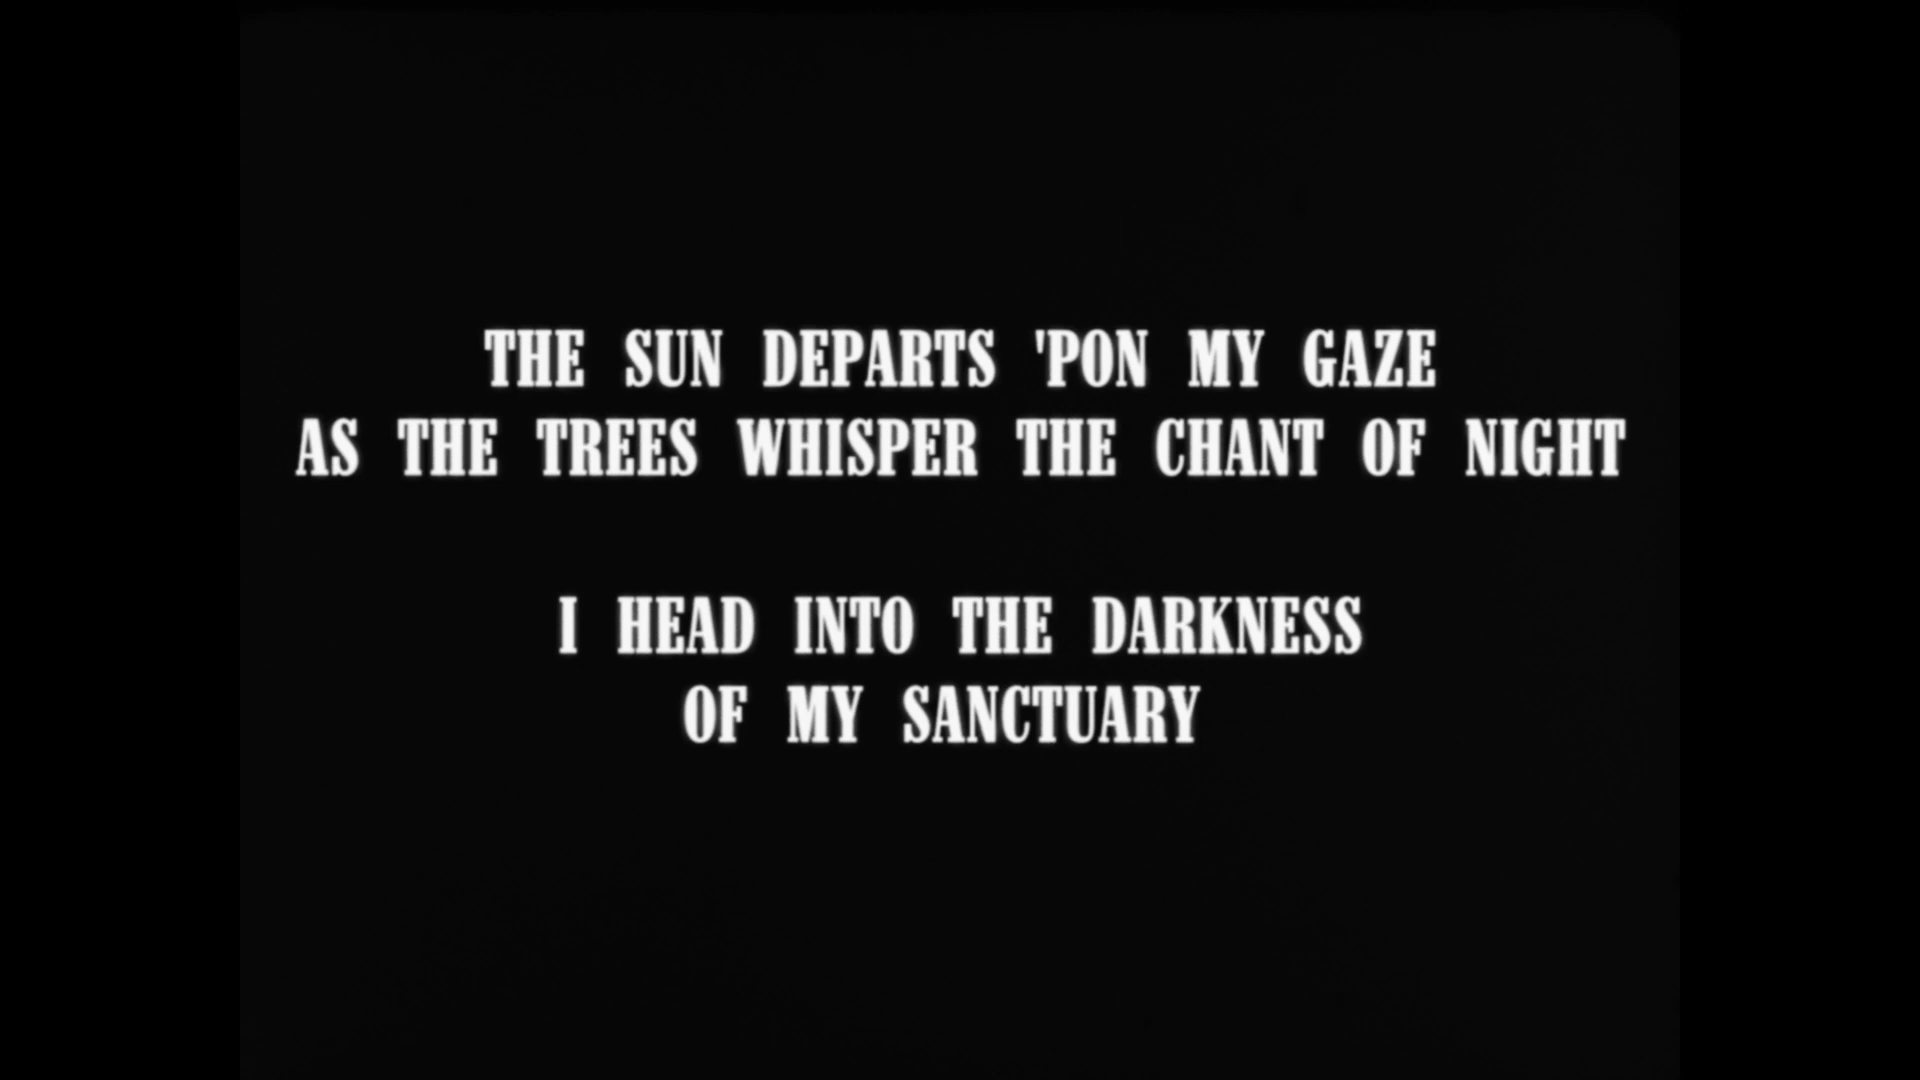 THE SUN DEPARTS 'PON MY GAZE
AS THE TREES WHISPER THE CHANT OF NIGHT
I HEAD INTO THE DARKNESS
OF MY SANCTUARY